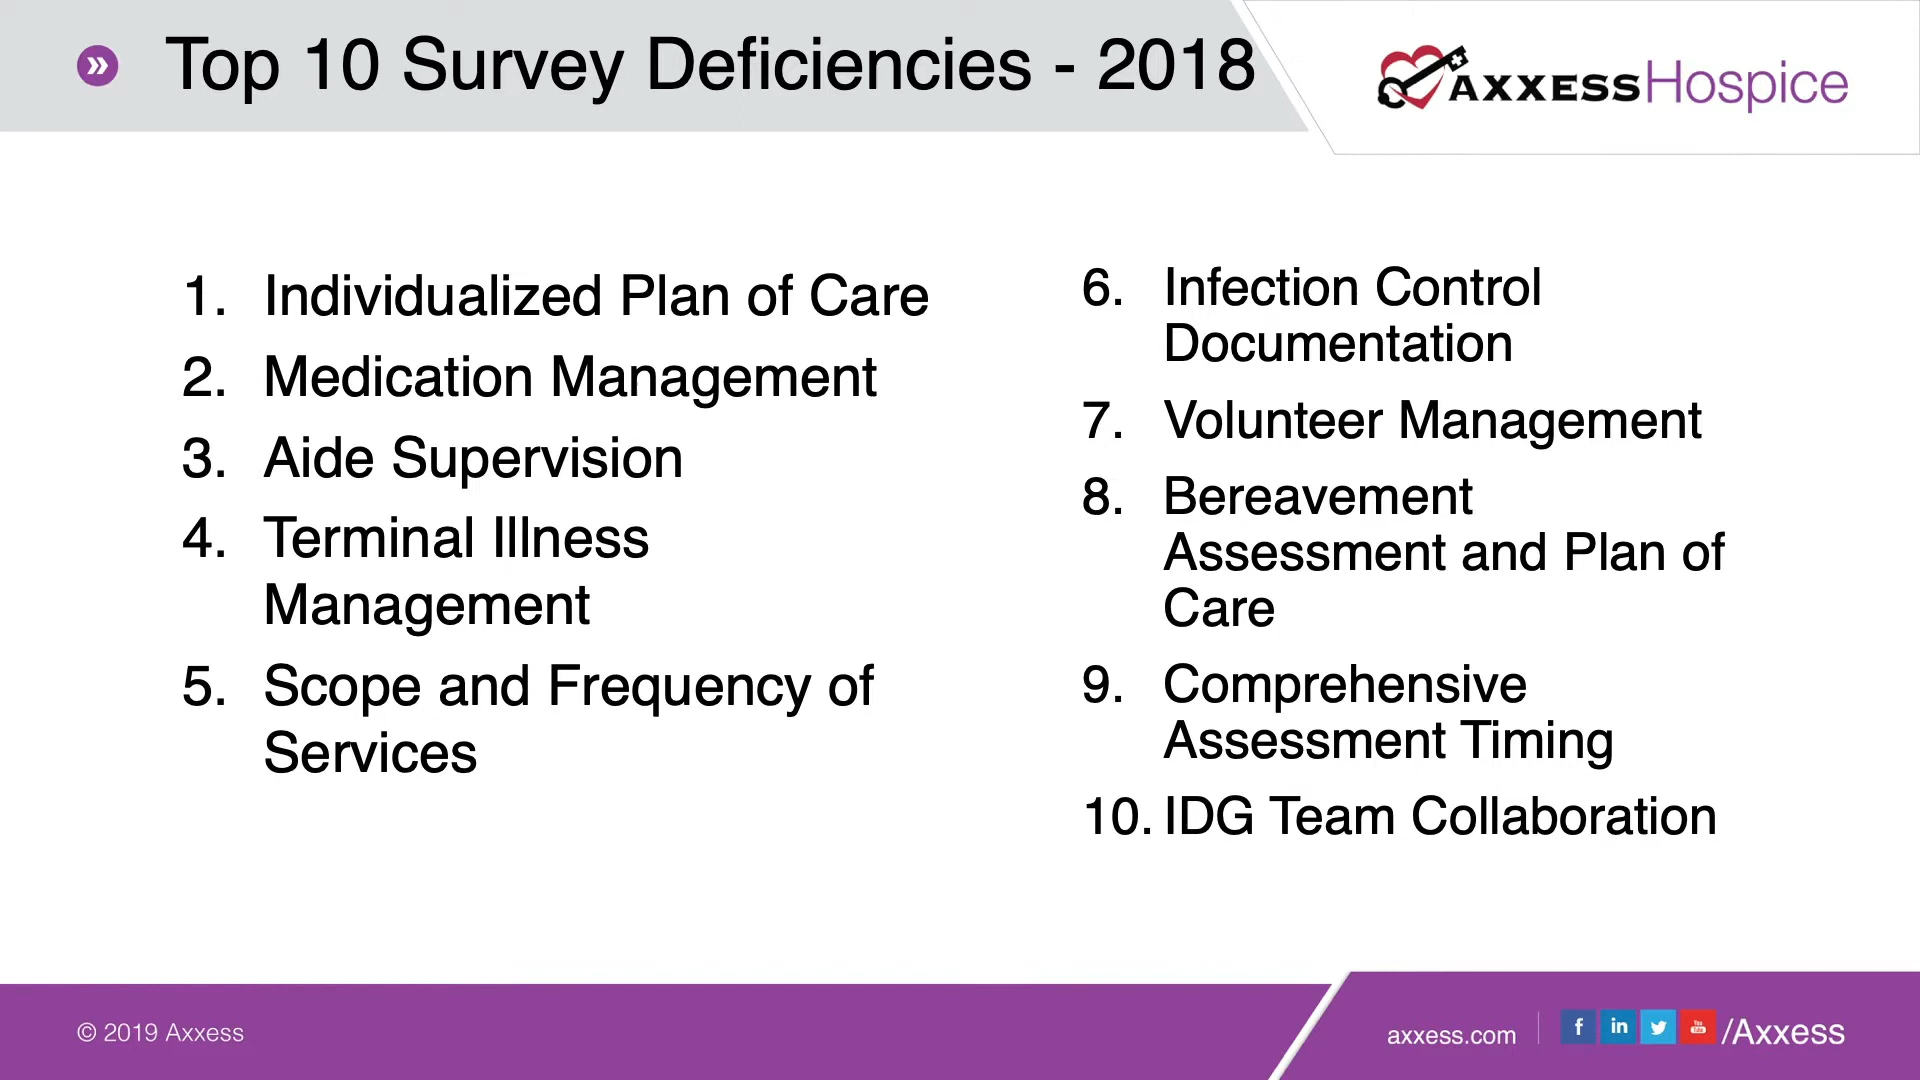 Top 10 Survey Deficiencies - 2018
AXXESS Hospice
1. Individualized Plan of Care
2. Medication Management
3. Aide Supervision
4. Terminal Illness
Management
5. Scope and Frequency of
Services
6. Infection Control
Documentation
7. Volunteer Management
8. Bereavement
Assessment and Plan of
Care
9. Comprehensive
Assessment Timing
10. IDG Team Collaboration
© 2019 Axxess
axxess.com
/Axxess